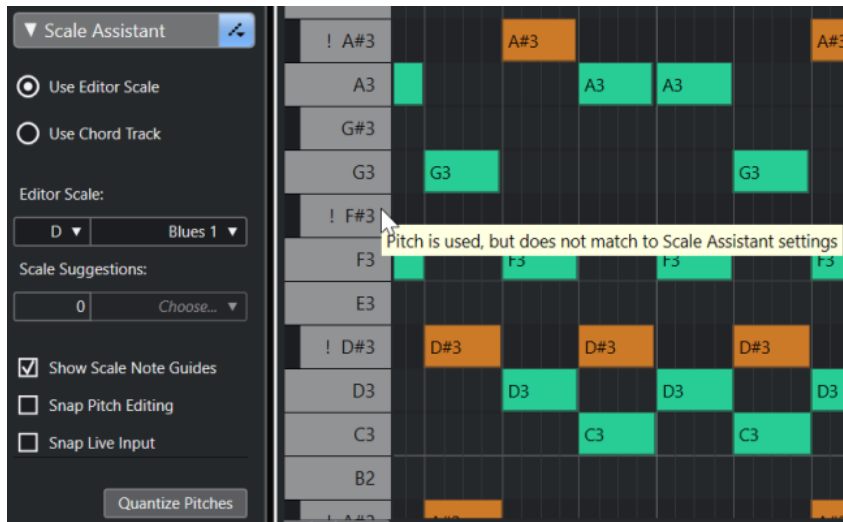 ▼ Scale Assistant
Use Editor Scale
Use Chord Track
Editor Scale:
D ▼ Blues 1 ▼
Scale Suggestions:
0 Choose... ▼
Show Scale Note Guides
Snap Pitch Editing
Snap Live Input
Quantize Pitches
! A#3 A#3 A#3
A3 A3 A3
G#3
G3 G3 G3
! F#3
Pitch is used, but does not match to Scale Assistant settings
F3 F3 F3 F3
E3
! D#3 D#3 D#3 D#3
D3 D3 D3 D3
C3 C3 C3
B2
! A#2 A#2